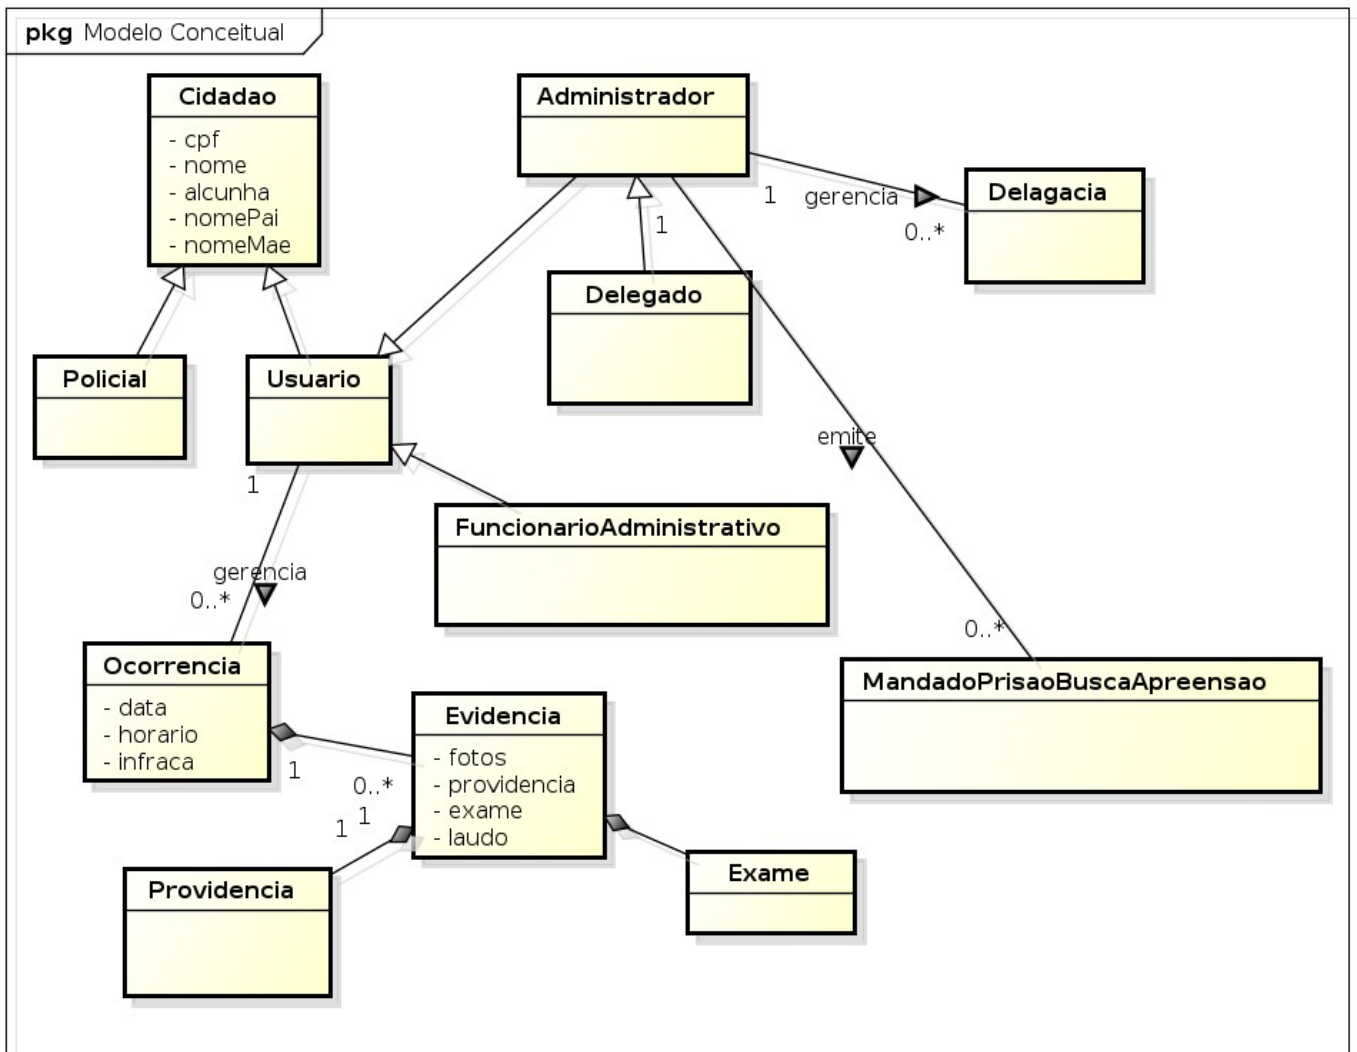 pkg Modelo Conceitual
Cidadao
- cpf
- nome
- alcunha
- nomePai
- nomeMae
Administrador
1
gerencia
0..*
Delagacia
1
Delegado
Policial
Usuario
emite
1
FuncionarioAdministrativo
gerencia
0..*
0..*
Ocorrencia
- data
- horario
- infraca
MandadoPrisaoBuscaApreensao
Evidencia
- fotos
- providencia
- exame
- laudo
1
0..*
1
1
Providencia
Exame